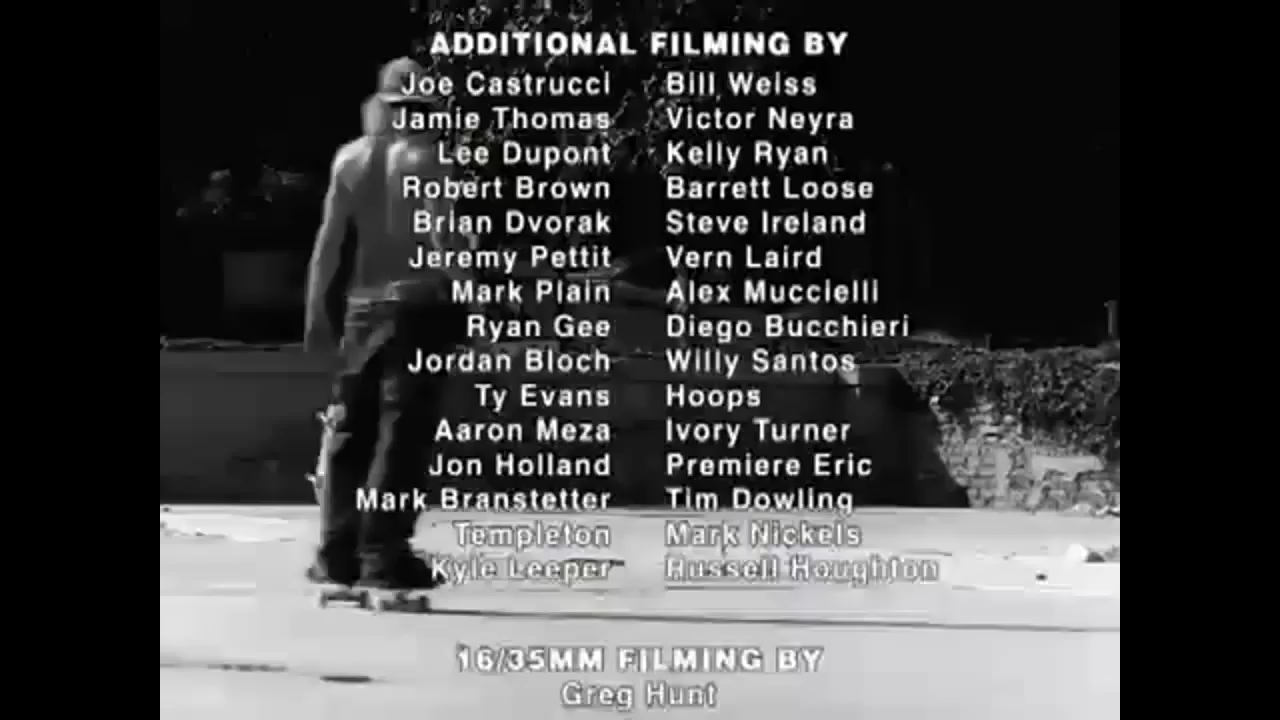 ADDITIONAL FILMING BY
Joe Castrucci Bill Weiss
Jamie Thomas Victor Neyra
Lee Dupont Kelly Ryan
Robert Brown Barrett Loose
Brian Dvorak Steve Ireland
Jeremy Pettit Vern Laird
Mark Plain Alex Muccielli
Ryan Gee Diego Bucchieri
Jordan Bloch Willy Santos
Ty Evans Hoops
Aaron Meza Ivory Turner
Jon Holland Premiere Eric
Mark Branstetter Tim Dowling
Templeton Mark Nickels
Kyle Leeper Russell Houghton
16/35MM FILMING BY
Greg Hunt